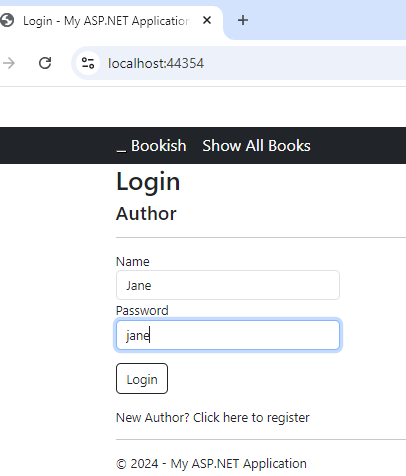 Login - My ASP.NET Application
localhost:44354
_ Bookish Show All Books
Login
Author
Name
Jane
Password
jane
Login
New Author? Click here to register
© 2024 - My ASP.NET Application